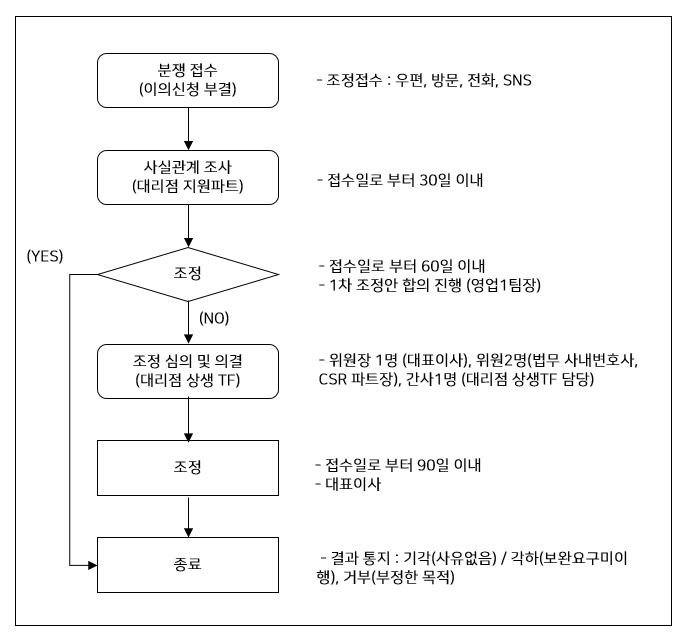 분쟁 접수
(이의신청 부결)
- 조정접수 : 우편, 방문, 전화, SNS
사실관계 조사
(대리점 지원파트)
- 접수일로 부터 30일 이내
(YES)
조정
- 접수일로 부터 60일 이내
- 1차 조정안 합의 진행 (영업1팀장)
(NO)
조정 심의 및 의결
(대리점 상생 TF)
- 위원장 1명 (대표이사), 위원2명(법무 사내변호사,
CSR 파트장), 간사1명 (대리점 상생TF 담당)
조정
- 접수일로 부터 90일 이내
- 대표이사
종료
- 결과 통지 : 기각(사유없음) / 각하(보완요구미이
행), 거부(부정한 목적)